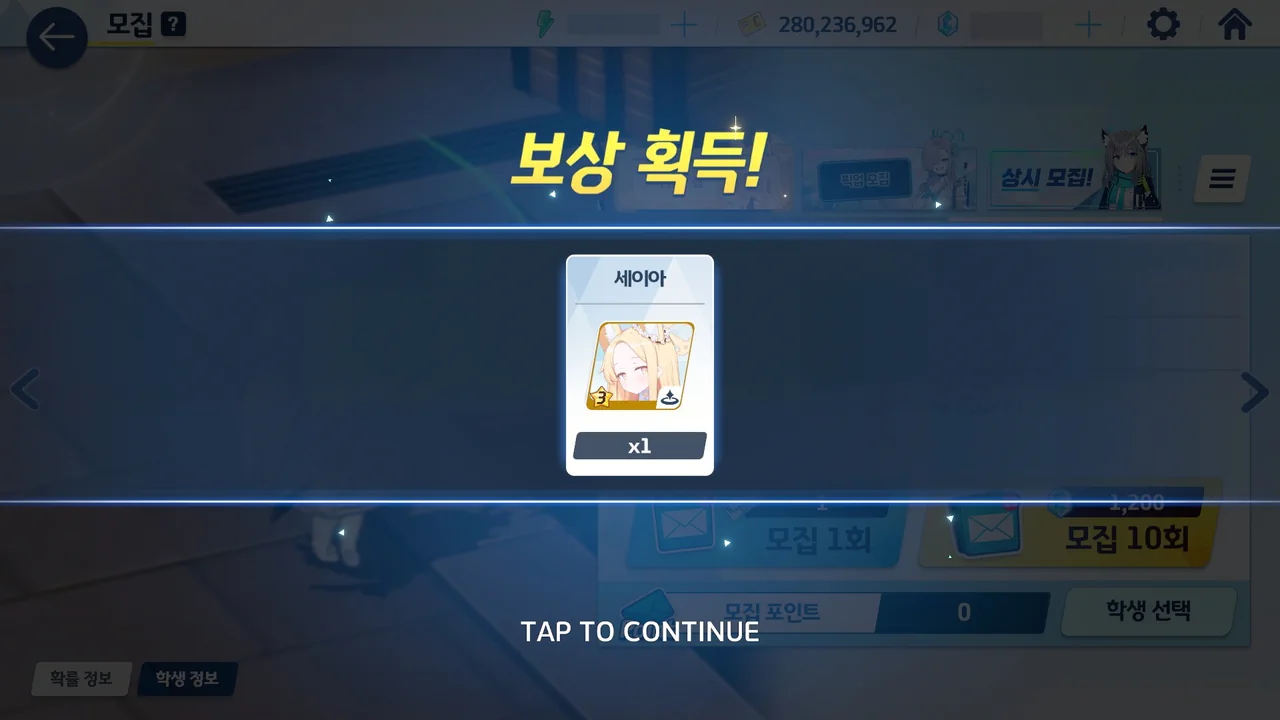 모집 ?
280,236,962
보상 획득!
픽업 모집
상시 모집!
세이아
3
x1
1
1,200
모집 1회
모집 10회
모집 포인트
0
학생 선택
TAP TO CONTINUE
확률 정보
학생 정보